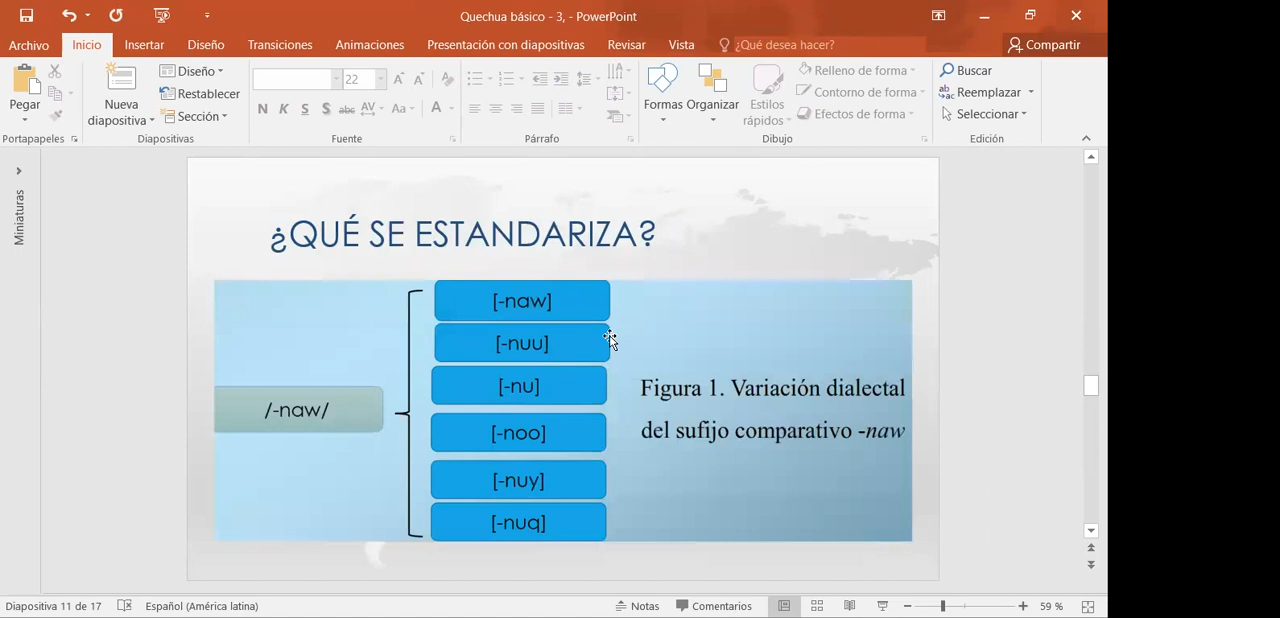 Quechua básico - 3, - PowerPoint
Archivo Inicio Insertar Diseño Transiciones Animaciones Presentación con diapositivas Revisar Vista ¿Qué desea hacer? Compartir
Pegar
Nueva diapositiva
Diseño
Restablecer
Sección
22
N K S S abc AV Aa A
Formas Organizar Estilos rápidos
Relleno de forma
Contorno de forma
Efectos de forma
Buscar
Reemplazar
Seleccionar
Portapapeles Diapositivas Fuente Párrafo Dibujo Edición
Miniaturas
¿QUÉ SE ESTANDARIZA?
/-naw/
[-naw]
[-nuu]
[-nu]
[-noo]
[-nuy]
[-nuq]
Figura 1. Variación dialectal
del sufijo comparativo -naw
Diapositiva 11 de 17 Español (América latina) Notas Comentarios 59 %